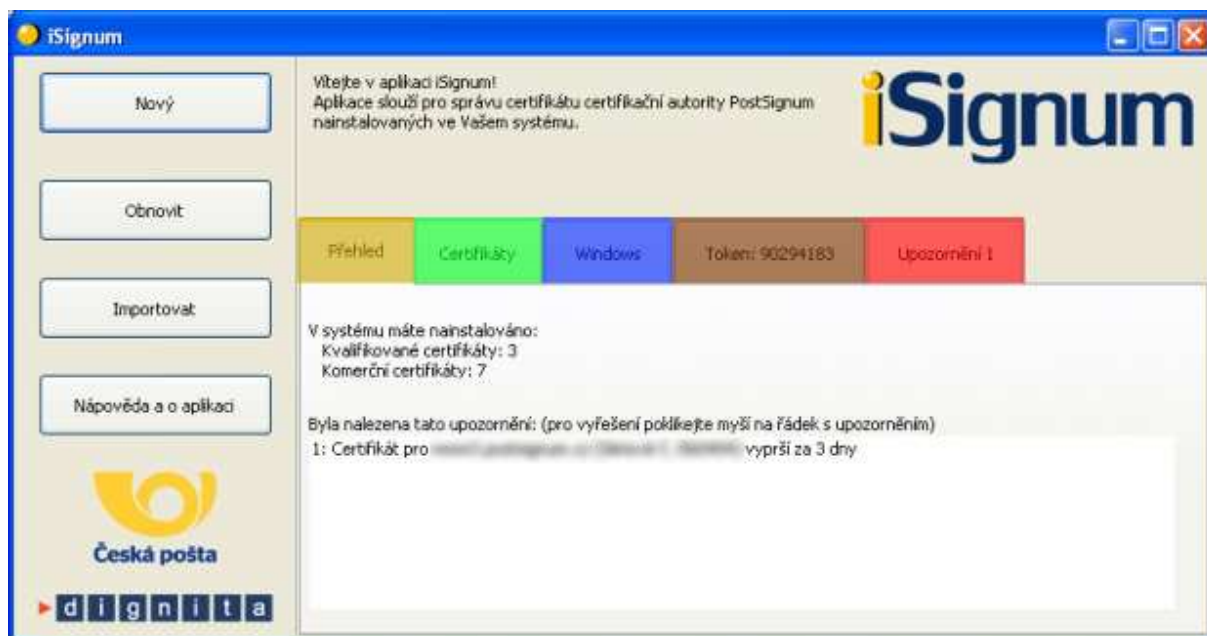 iSignum
Nový
Obnovit
Importovat
Nápověda a o aplikaci
Česká pošta
dignita
Vítejte v aplikaci iSignum!
Aplikace slouží pro správu certifikátu certifikační autority PostSignum
nainstalovaných ve Vašem systému.
iSignum
Přehled
Certifikáty
Windows
Token: 90294183
Upozornění 1
V systému máte nainstalováno:
Kvalifikované certifikáty: 3
Komerční certifikáty: 7
Byla nalezena tato upozornění: (pro vyřešení poklikejte myší na řádek s upozorněním)
1: Certifikát pro vyprší za 3 dny